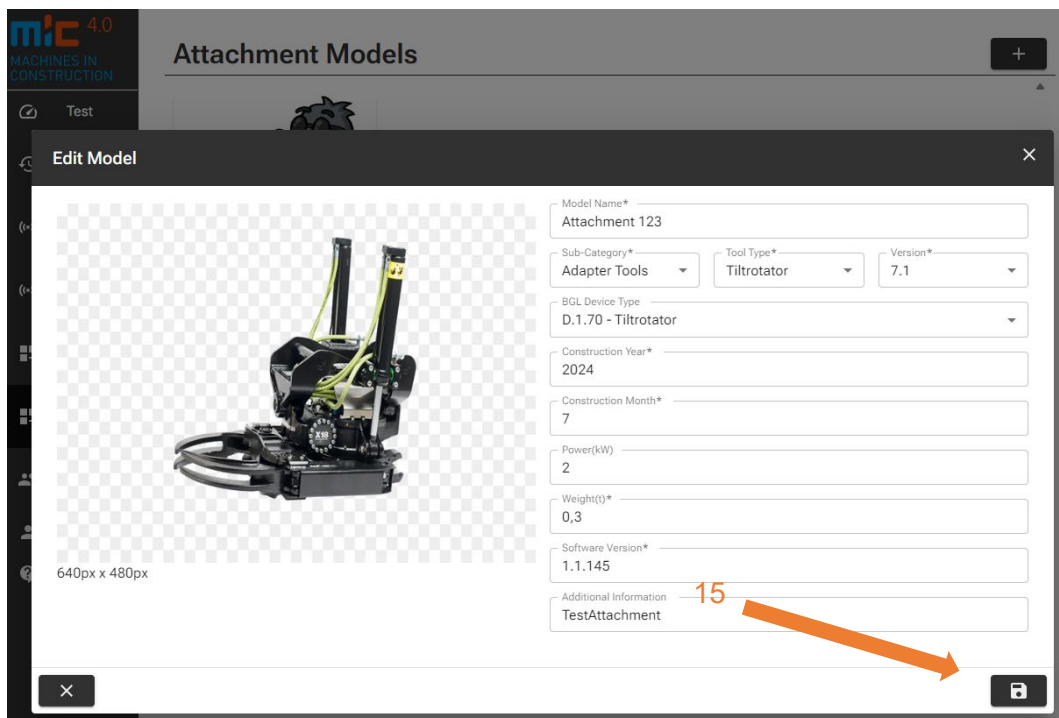 mic 4.0
MACHINES IN
CONSTRUCTION
Attachment Models
+
Test
Edit Model
Model Name*
Attachment 123
Sub-Category*
Adapter Tools
Tool Type*
Tiltrotator
Version*
7.1
BGL Device Type
D.1.70 - Tiltrotator
Construction Year*
2024
Construction Month*
7
Power(kW)
2
Weight(t)*
0,3
Software Version*
1.1.145
Additional Information
TestAttachment
15
X18
640px x 480px